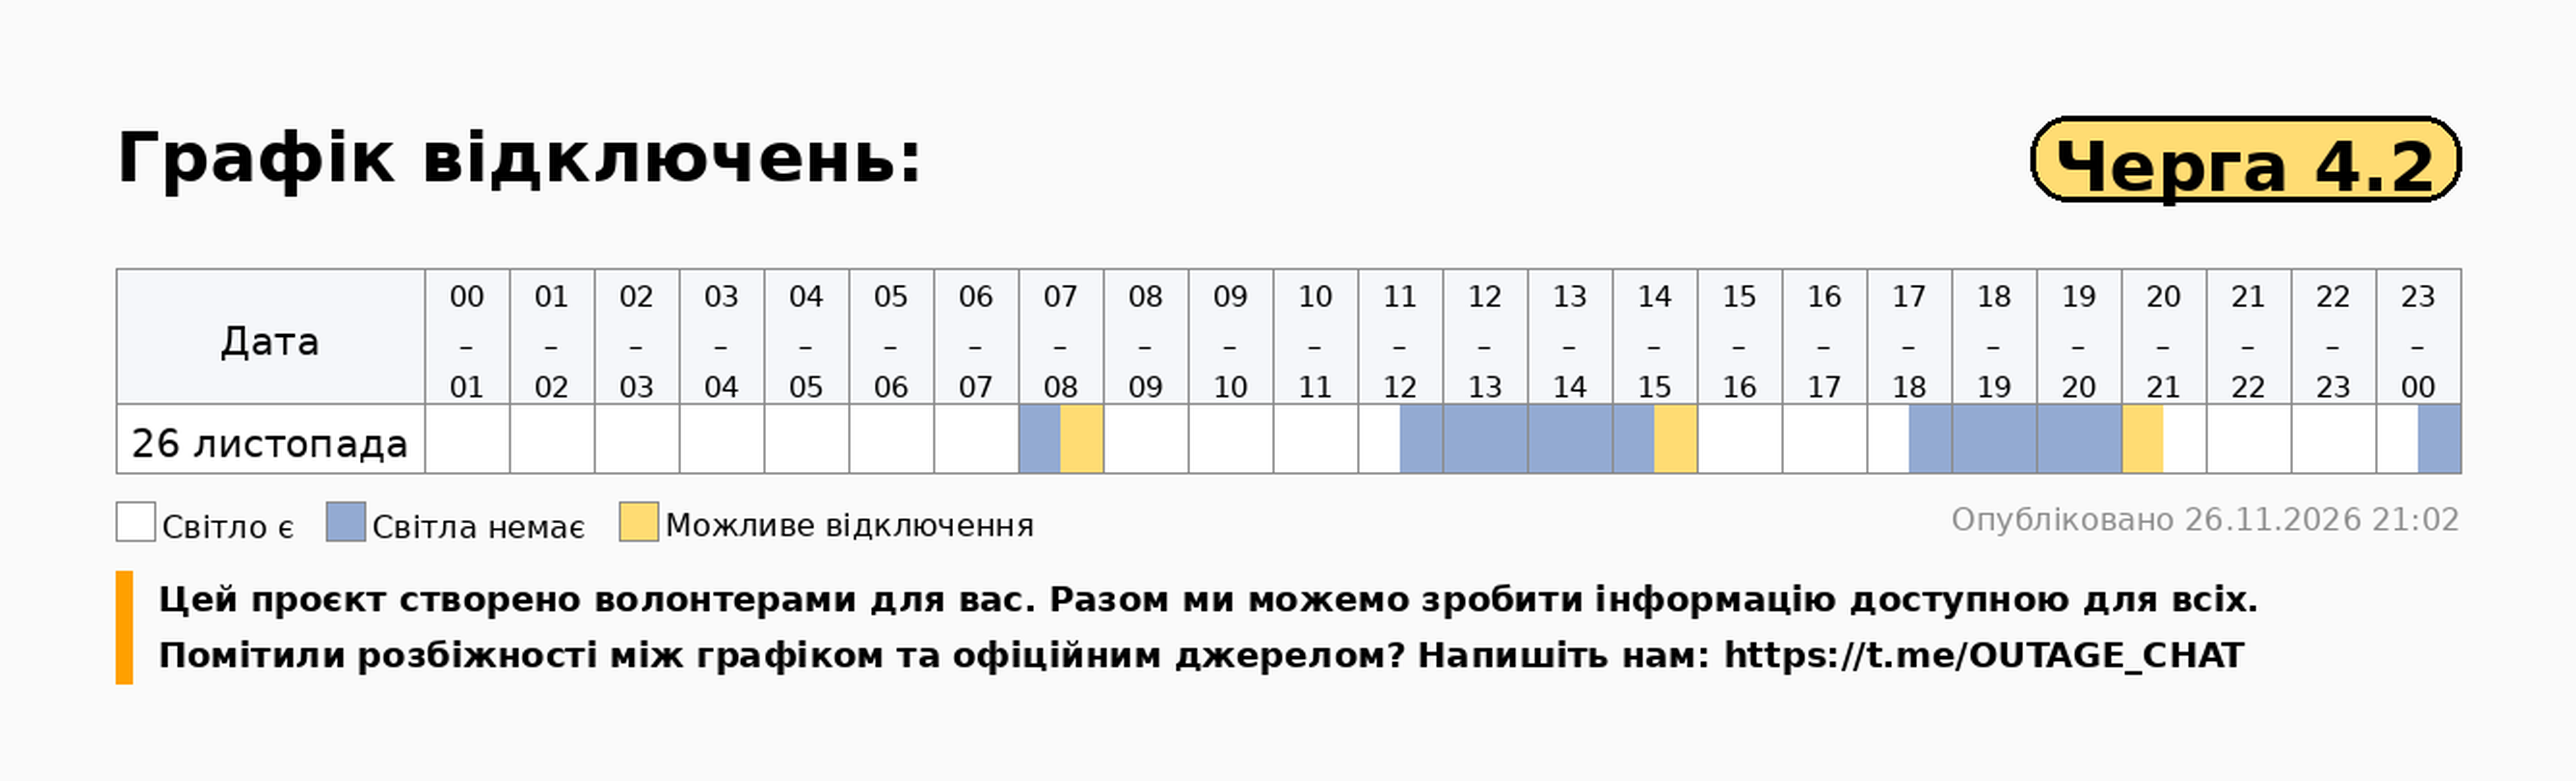 Графік відключень:
Черга 4.2
Дата
00 – 01
01 – 02
02 – 03
03 – 04
04 – 05
05 – 06
06 – 07
07 – 08
08 – 09
09 – 10
10 – 11
11 – 12
12 – 13
13 – 14
14 – 15
15 – 16
16 – 17
17 – 18
18 – 19
19 – 20
20 – 21
21 – 22
22 – 23
23 – 00
26 листопада
Світло є
Світла немає
Можливе відключення
Опубліковано 26.11.2026 21:02
Цей проєкт створено волонтерами для вас. Разом ми можемо зробити інформацію доступною для всіх.
Помітили розбіжності між графіком та офіційним джерелом? Напишіть нам: https://t.me/OUTAGE_CHAT